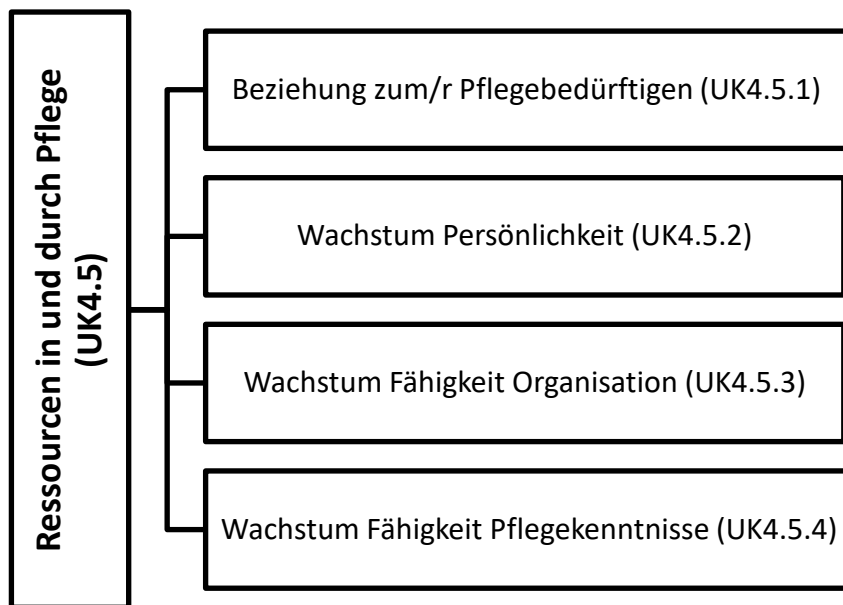 Ressourcen in und durch Pflege
(UK4.5)
Beziehung zum/r Pflegebedürftigen (UK4.5.1)
Wachstum Persönlichkeit (UK4.5.2)
Wachstum Fähigkeit Organisation (UK4.5.3)
Wachstum Fähigkeit Pflegekenntnisse (UK4.5.4)